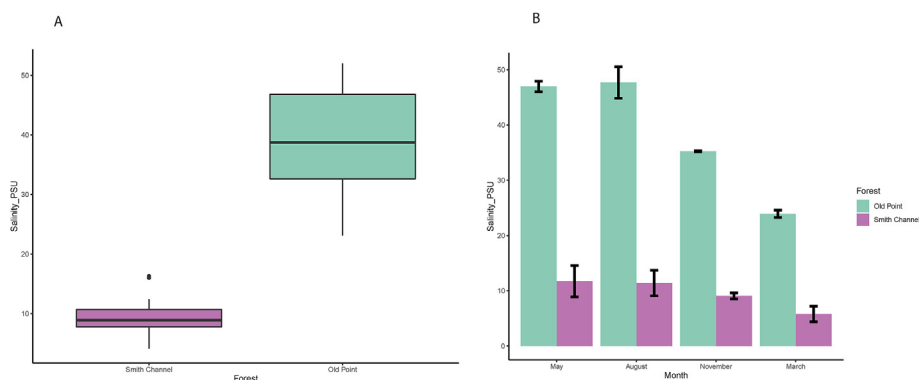 A
Salinity_PSU
50
40
30
20
10
Smith Channel
Old Point
Forest
B
Salinity_PSU
50
40
30
20
10
0
May
August
November
March
Month
Forest
Old Point
Smith Channel